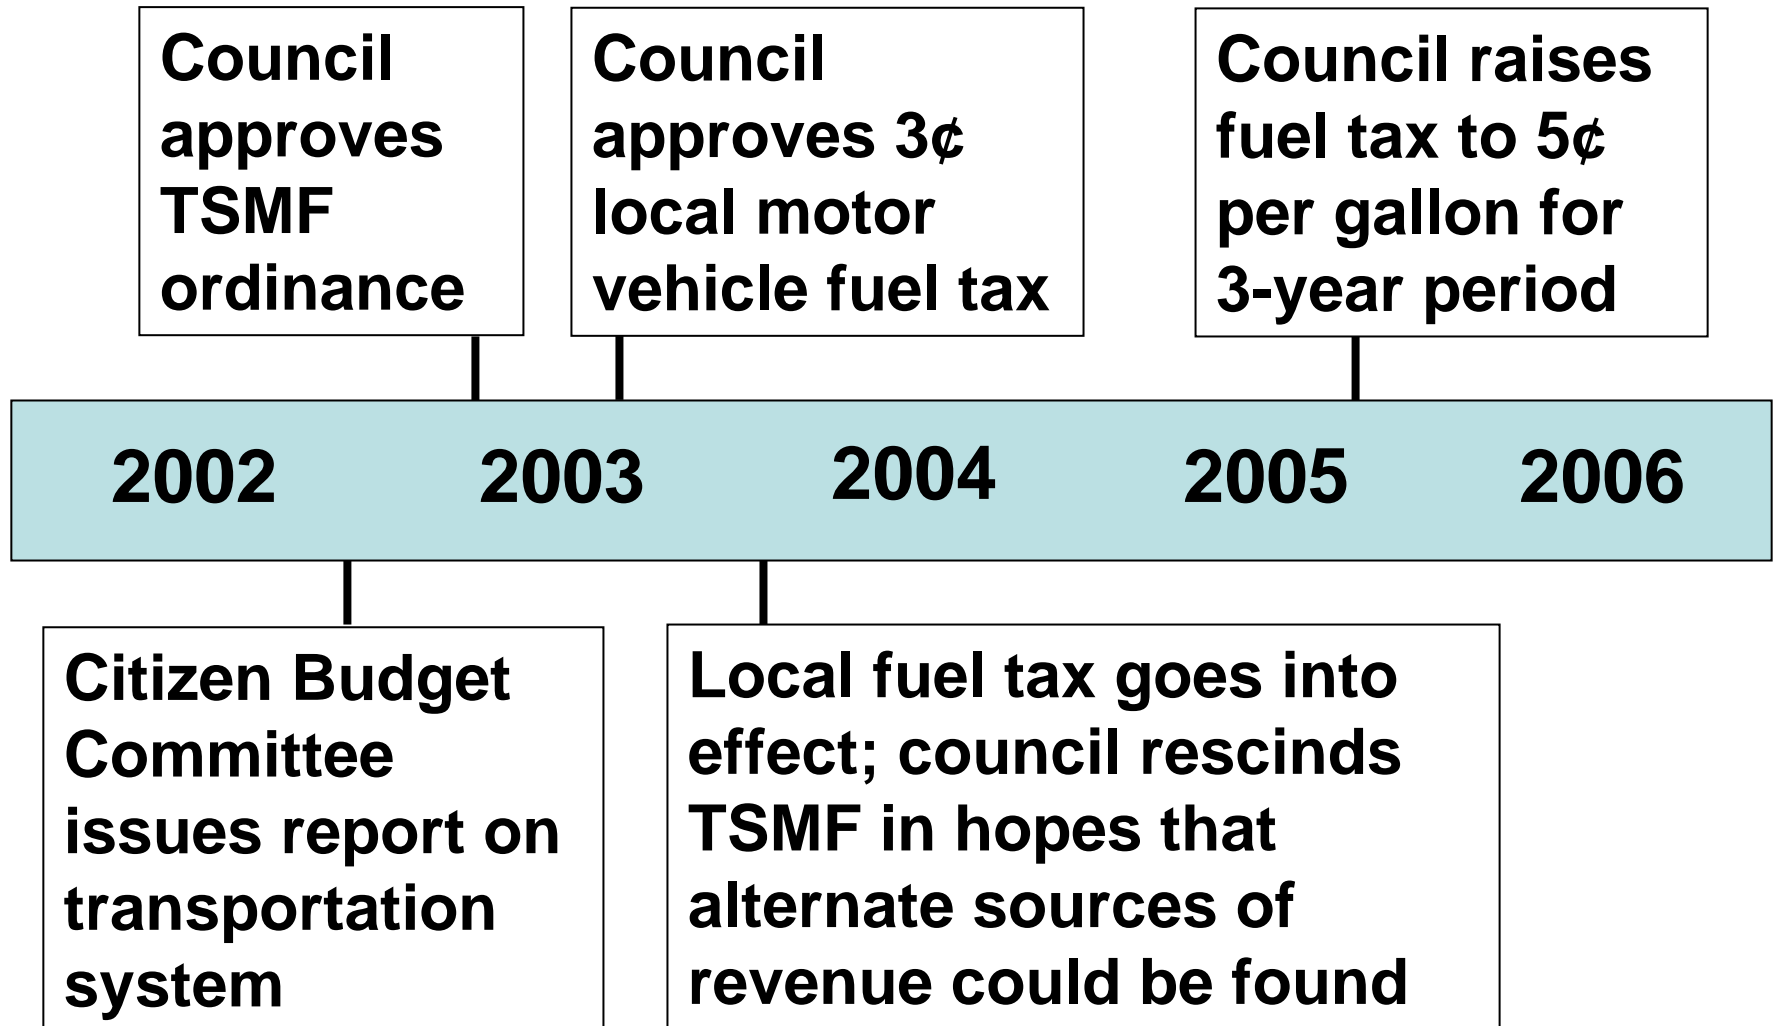 Council
approves
TSMF
ordinance
Council
approves 3¢
local motor
vehicle fuel tax
Council raises
fuel tax to 5¢
per gallon for
3-year period
2002 2003 2004 2005 2006
Citizen Budget
Committee
issues report on
transportation
system
Local fuel tax goes into
effect; council rescinds
TSMF in hopes that
alternate sources of
revenue could be found